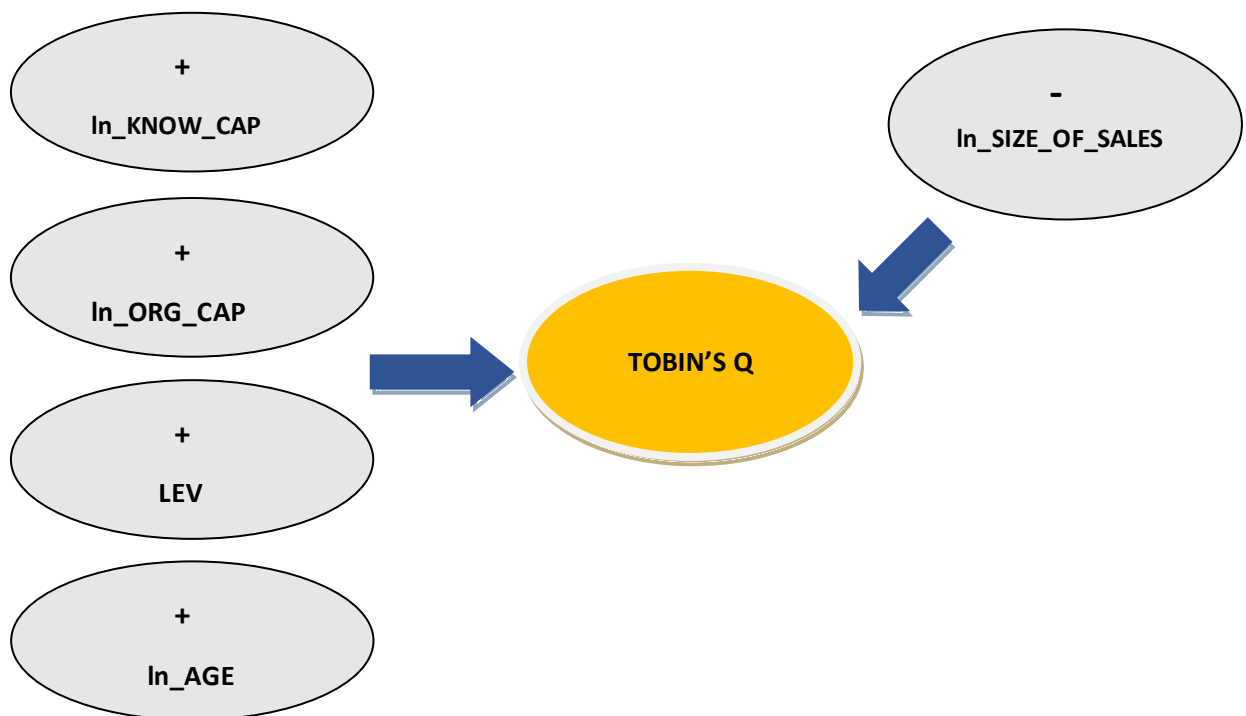 +
ln_KNOW_CAP
+
ln_ORG_CAP
+
LEV
+
ln_AGE
-
ln_SIZE_OF_SALES
TOBIN’S Q